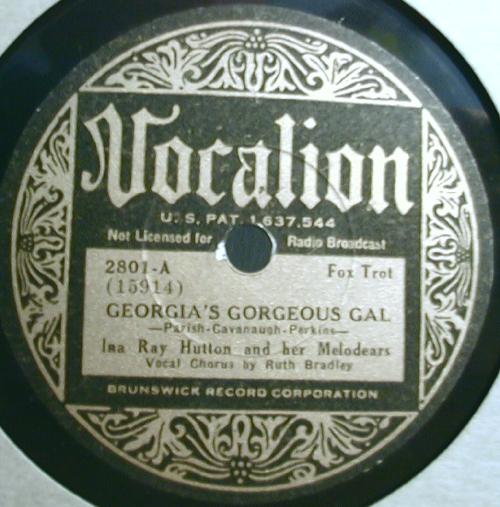 Vocalion
U. S. PAT. 1,637,544
Not Licensed for Radio Broadcast
2801-A Fox Trot
(15914)
GEORGIA'S GORGEOUS GAL
—Parish-Cavanaugh-Perkins—
Ina Ray Hutton and her Melodears
Vocal Chorus by Ruth Bradley
BRUNSWICK RECORD CORPORATION